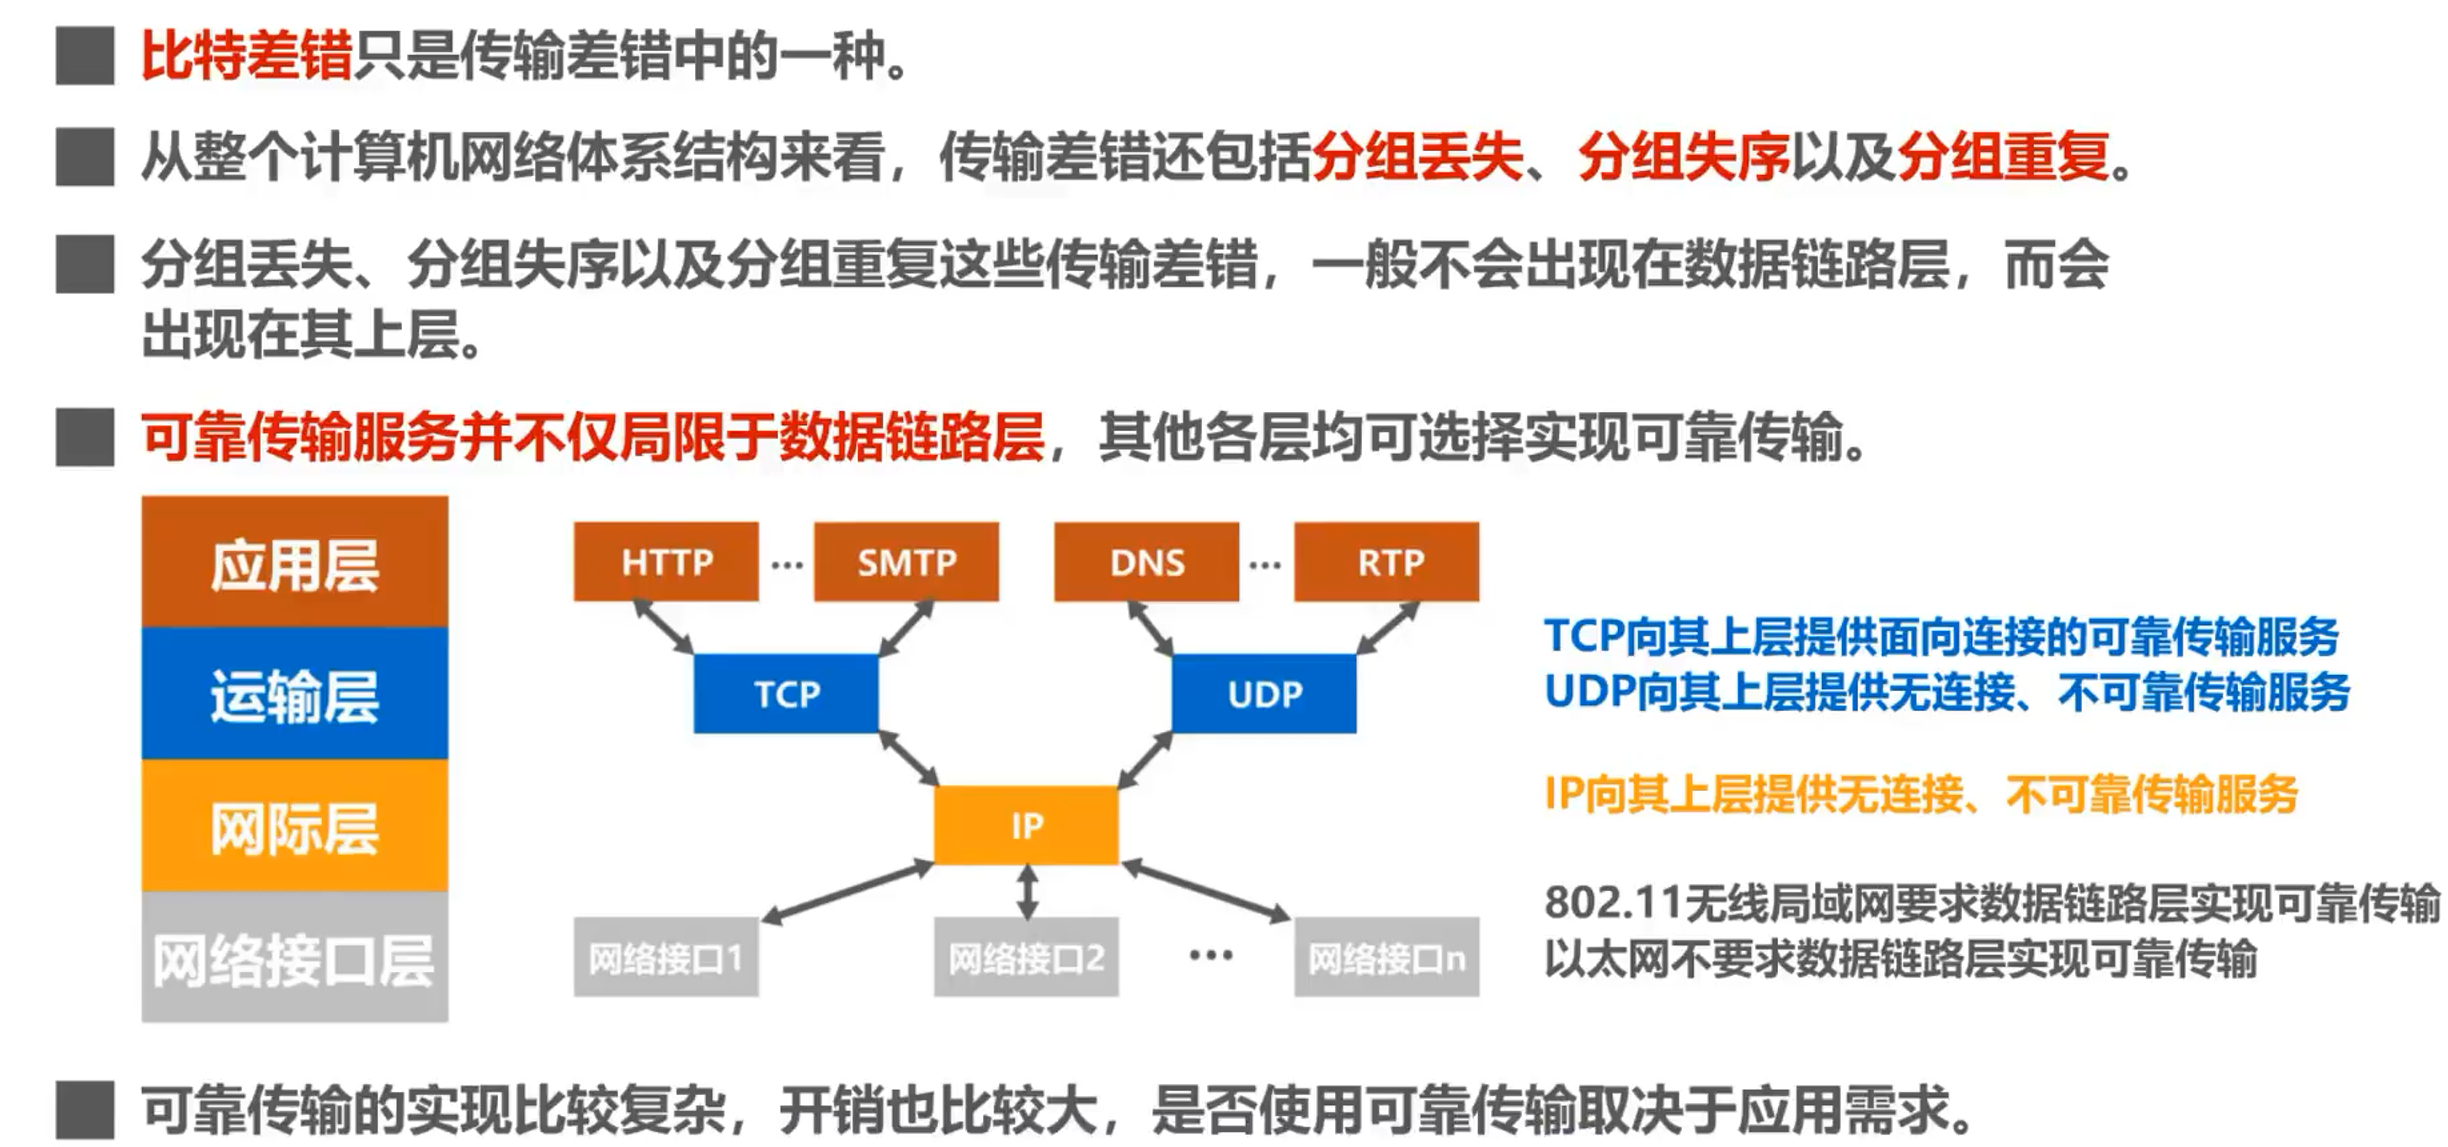 比特差错只是传输差错中的一种。
从整个计算机网络体系结构来看，传输差错还包括分组丢失、分组失序以及分组重复。
分组丢失、分组失序以及分组重复这些传输差错，一般不会出现在数据链路层，而会
出现在其上层。
可靠传输服务并不仅局限于数据链路层，其他各层均可选择实现可靠传输。
应用层
HTTP ... SMTP DNS ... RTP
运输层
TCP UDP
TCP向其上层提供面向连接的可靠传输服务
UDP向其上层提供无连接、不可靠传输服务
网际层
IP
IP向其上层提供无连接、不可靠传输服务
网络接口层
网络接口1 网络接口2 ... 网络接口n
802.11无线局域网要求数据链路层实现可靠传输
以太网不要求数据链路层实现可靠传输
可靠传输的实现比较复杂，开销也比较大，是否使用可靠传输取决于应用需求。